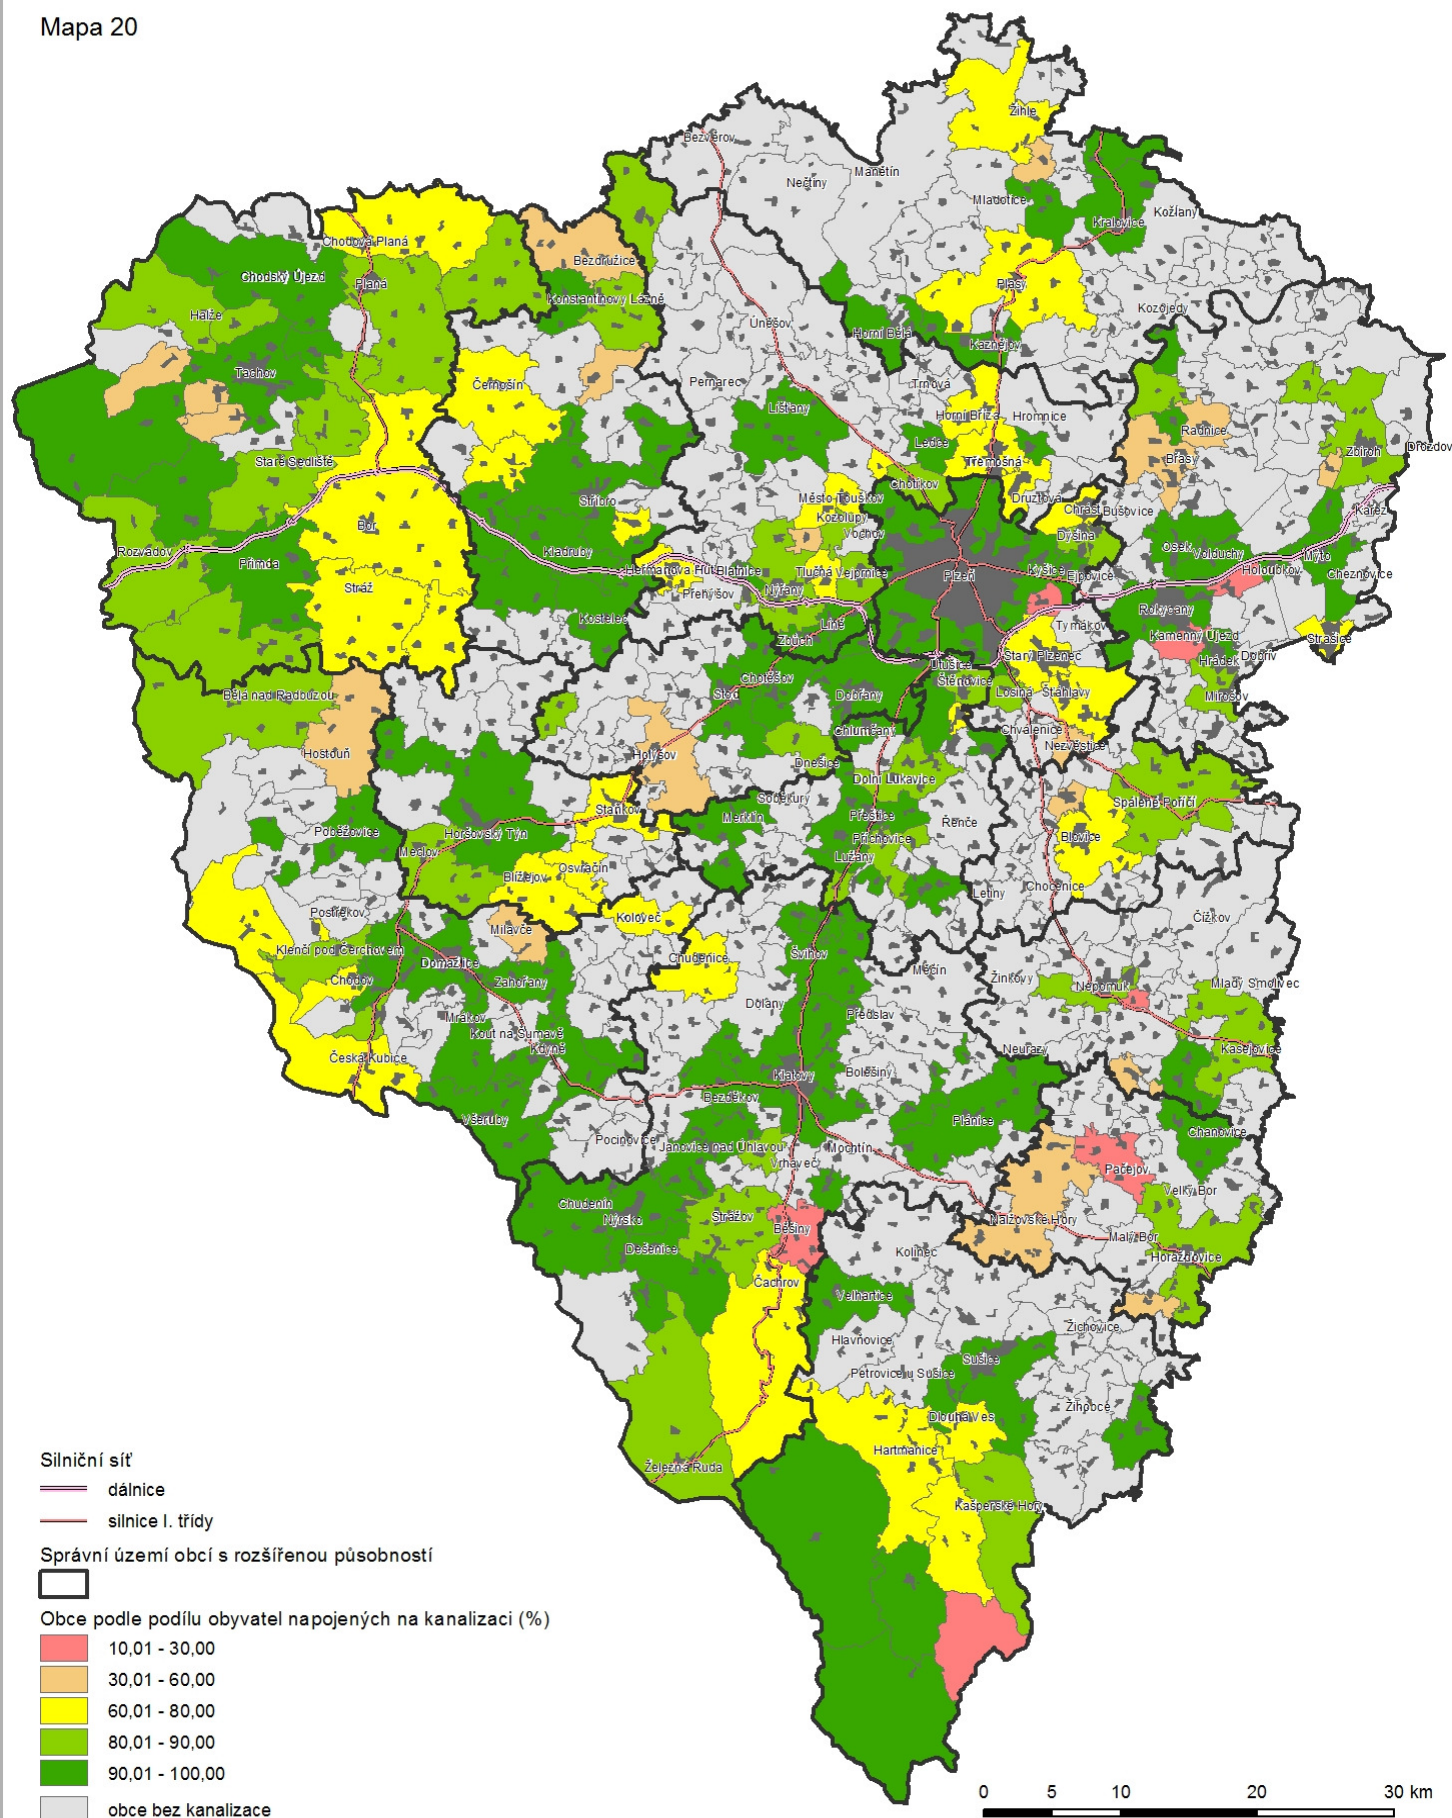 Mapa 20
Bezvěrov
Žihle
Nečtiny
Manětín
Mladotice
Kožlany
Kralovice
Chodová Planá
Bezdružice
Chodský Újezd
Planá
Konstantinovy Lázně
Plasy
Halže
Kozojedy
Úněšov
Horní Bělá
Kaznějov
Tachov
Černošín
Pernarec
Trnová
Líšťany
Horní Bříza
Hromnice
Radnice
Ledce
Drozdov
Zbiroh
Břasy
Staré Sedliště
Třemošná
Chotíkov
Stříbro
Město Touškov
Druztová
Chrást
Bušovice
Kařez
Kozolupy
Bor
Vochov
Dýšina
Rozvadov
Kladruby
Osek
Volduchy
Mýto
Přimda
Heřmanova Huť
Blatnice
Tlučná
Vejprnice
Plzeň
Kyšice
Ejpovice
Holoubkov
Cheznovice
Stráž
Přehýšov
Nýřany
Rokycany
Kostelec
Líně
Tymákov
Kamenný Újezd
Strašice
Zbůch
Starý Plzenec
Hrádek
Dobřív
Útušice
Chotěšov
Štěnovice
Bělá nad Radbuzou
Stod
Dobřany
Losiná
Šťáhlavy
Mirošov
Chlumčany
Chválenice
Hostouň
Holýšov
Nezvěstice
Dnešice
Dolní Lukavice
Soběkury
Spálené Poříčí
Staňkov
Merklín
Přeštice
Řenče
Poběžovice
Horšovský Týn
Příchovice
Blovice
Meclov
Lužany
Osvračín
Blížejov
Letiny
Chocenice
Postřekov
Koloveč
Čížkov
Milavče
Klenčí pod Čerchovem
Švihov
Chudenice
Domažlice
Měčín
Žinkovy
Chodov
Zahořany
Nepomuk
Mladý Smolivec
Dolany
Mrákov
Předslav
Kout na Šumavě
Kdyně
Neurazy
Kasejovice
Česká Kubice
Bolešiny
Klatovy
Bezděkov
Všeruby
Plánice
Chanovice
Pocinovice
Janovice nad Úhlavou
Mochtín
Vrhaveč
Pačejov
Velký Bor
Chudenín
Nýrsko
Strážov
Běšiny
Nalžovské Hory
Malý Bor
Dešenice
Kolinec
Horažďovice
Čachrov
Velhartice
Žichovice
Hlavňovice
Sušice
Petrovice u Sušice
Žihobce
Dlouhá Ves
Hartmanice
Železná Ruda
Kašperské Hory
Silniční síť
dálnice
silnice I. třídy
Správní území obcí s rozšířenou působností
Obce podle podílu obyvatel napojených na kanalizaci (%)
10,01 - 30,00
30,01 - 60,00
60,01 - 80,00
80,01 - 90,00
90,01 - 100,00
obce bez kanalizace
0 5 10 20 30 km